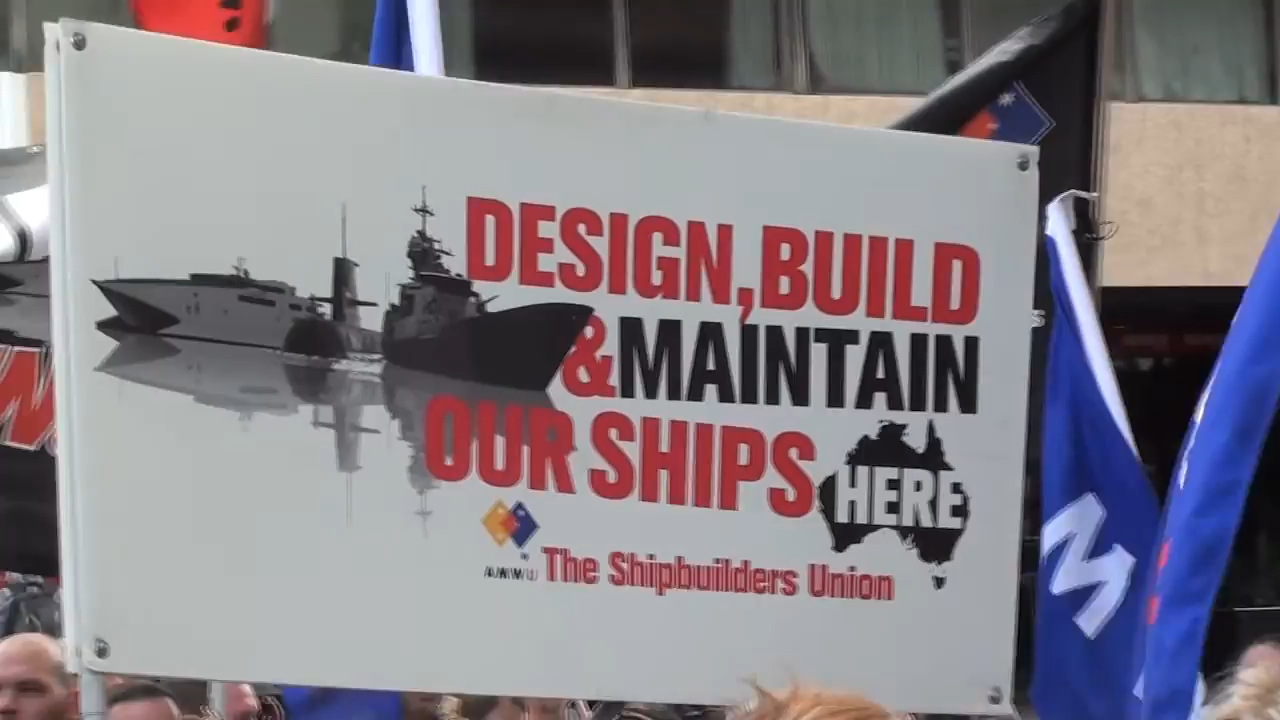 DESIGN, BUILD
& MAINTAIN
OUR SHIPS HERE
AMWU The Shipbuilders Union